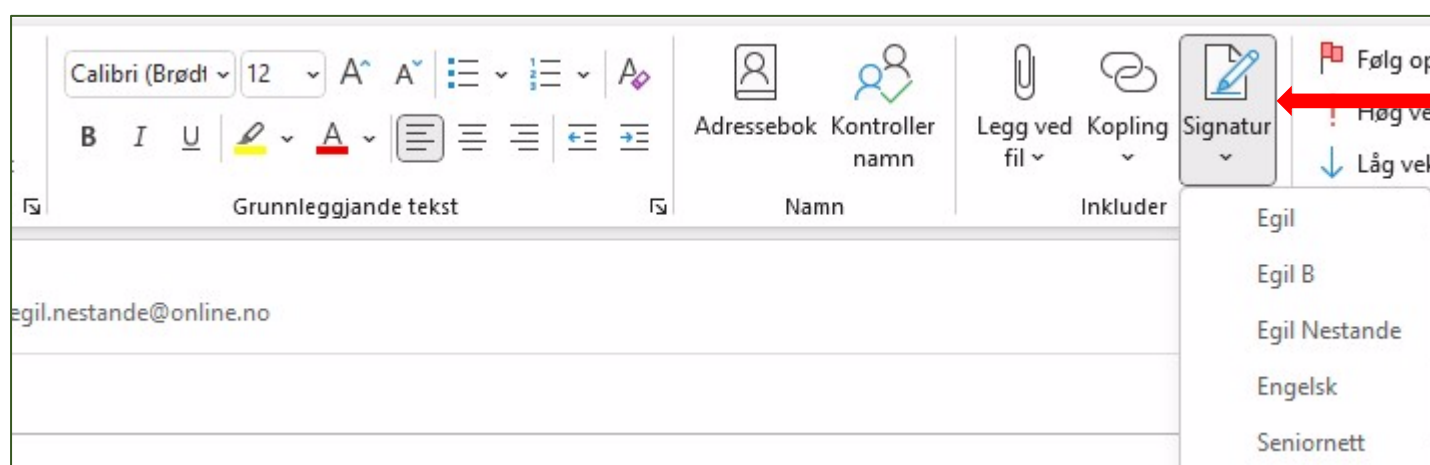 Calibri (Brødt
12
Følg op
Høg ve
Låg vek
B I U
Adressebok
Kontroller
namn
Legg ved
fil
Kopling
Signatur
Grunnleggjande tekst
Namn
Inkluder
Egil
Egil B
egil.nestande@online.no
Egil Nestande
Engelsk
Seniornett